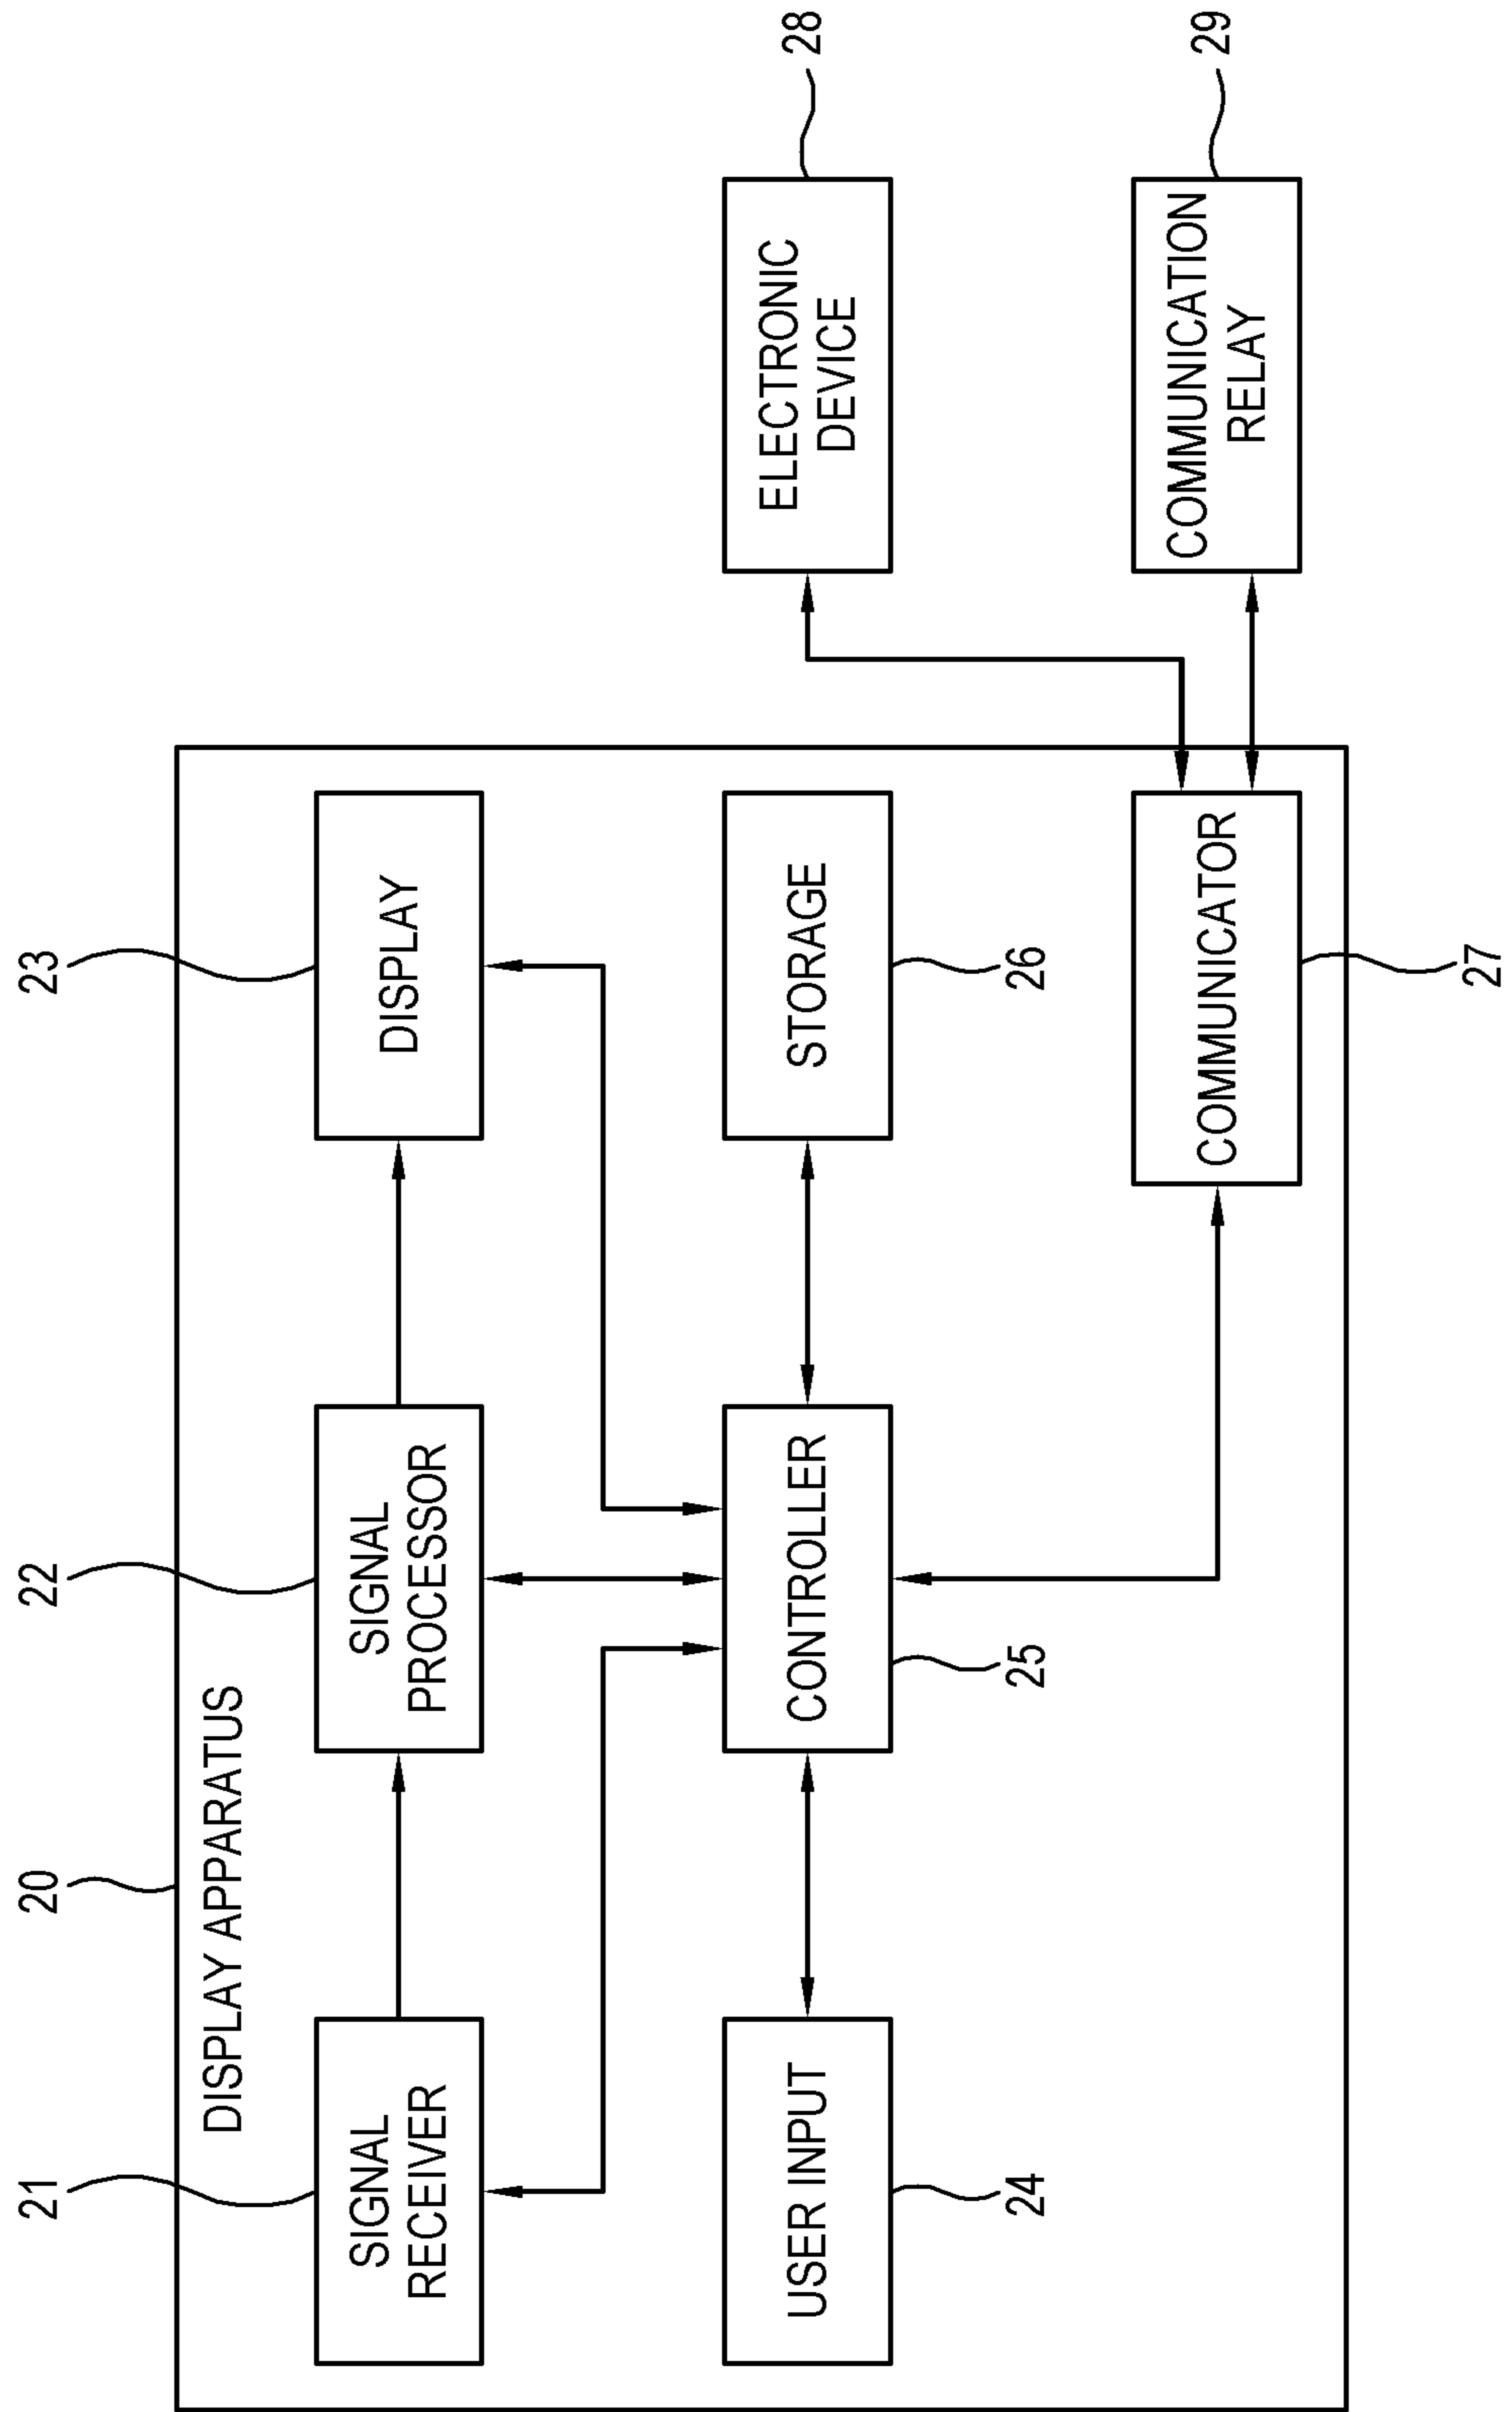 20
DISPLAY APPARATUS
21
22
23
SIGNAL
RECEIVER
SIGNAL
PROCESSOR
DISPLAY
USER INPUT
CONTROLLER
STORAGE
ELECTRONIC
DEVICE
28
24
25
26
COMMUNICATOR
COMMUNICATION
RELAY
29
27